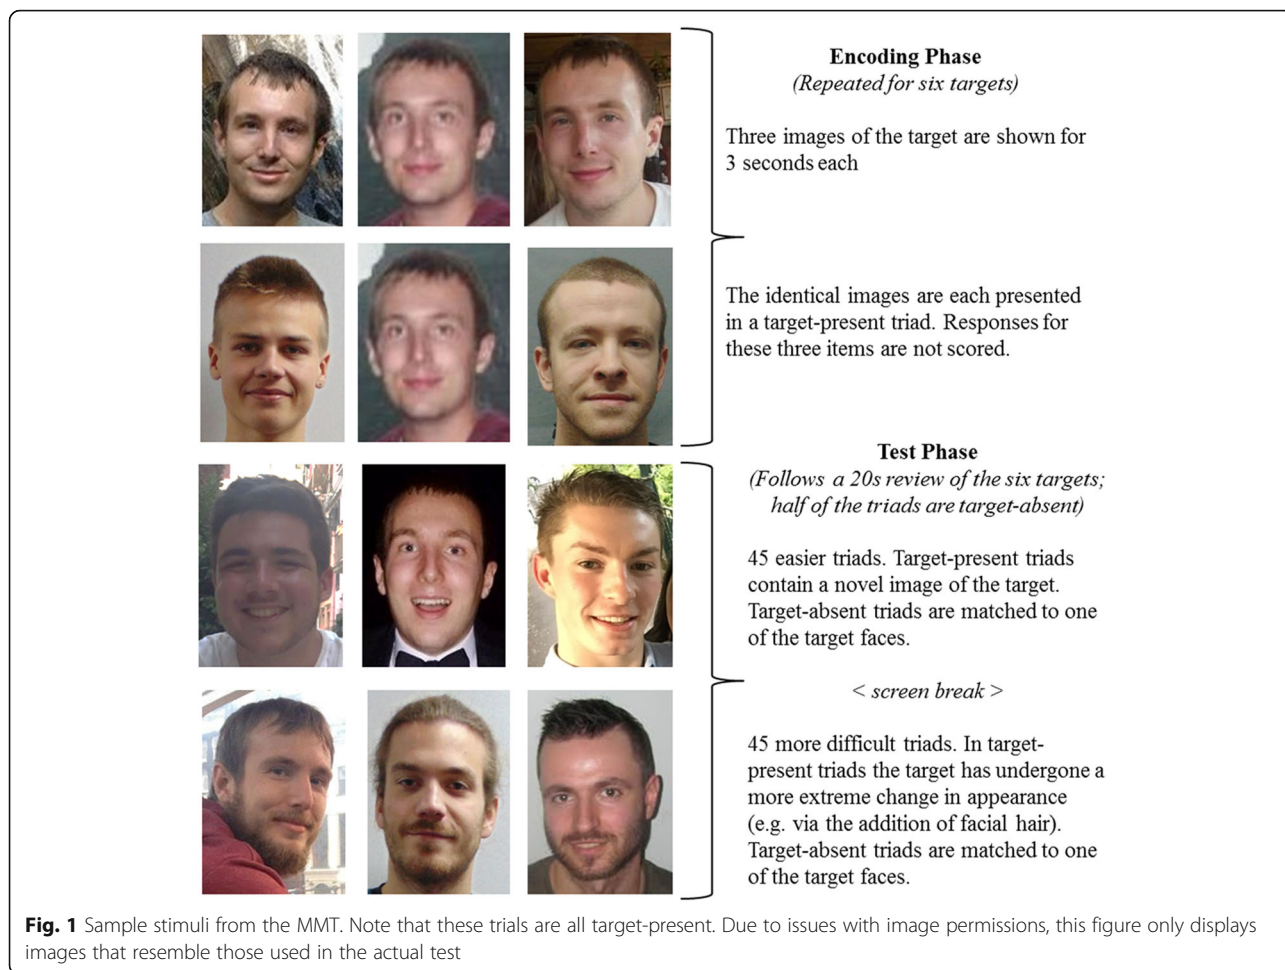 Encoding Phase
(Repeated for six targets)
Three images of the target are shown for
3 seconds each
The identical images are each presented
in a target-present triad. Responses for
these three items are not scored.
Test Phase
(Follows a 20s review of the six targets;
half of the triads are target-absent)
45 easier triads. Target-present triads
contain a novel image of the target.
Target-absent triads are matched to one
of the target faces.
< screen break >
45 more difficult triads. In target-
present triads the target has undergone a
more extreme change in appearance
(e.g. via the addition of facial hair).
Target-absent triads are matched to one
of the target faces.
Fig. 1 Sample stimuli from the MMT. Note that these trials are all target-present. Due to issues with image permissions, this figure only displays
images that resemble those used in the actual test